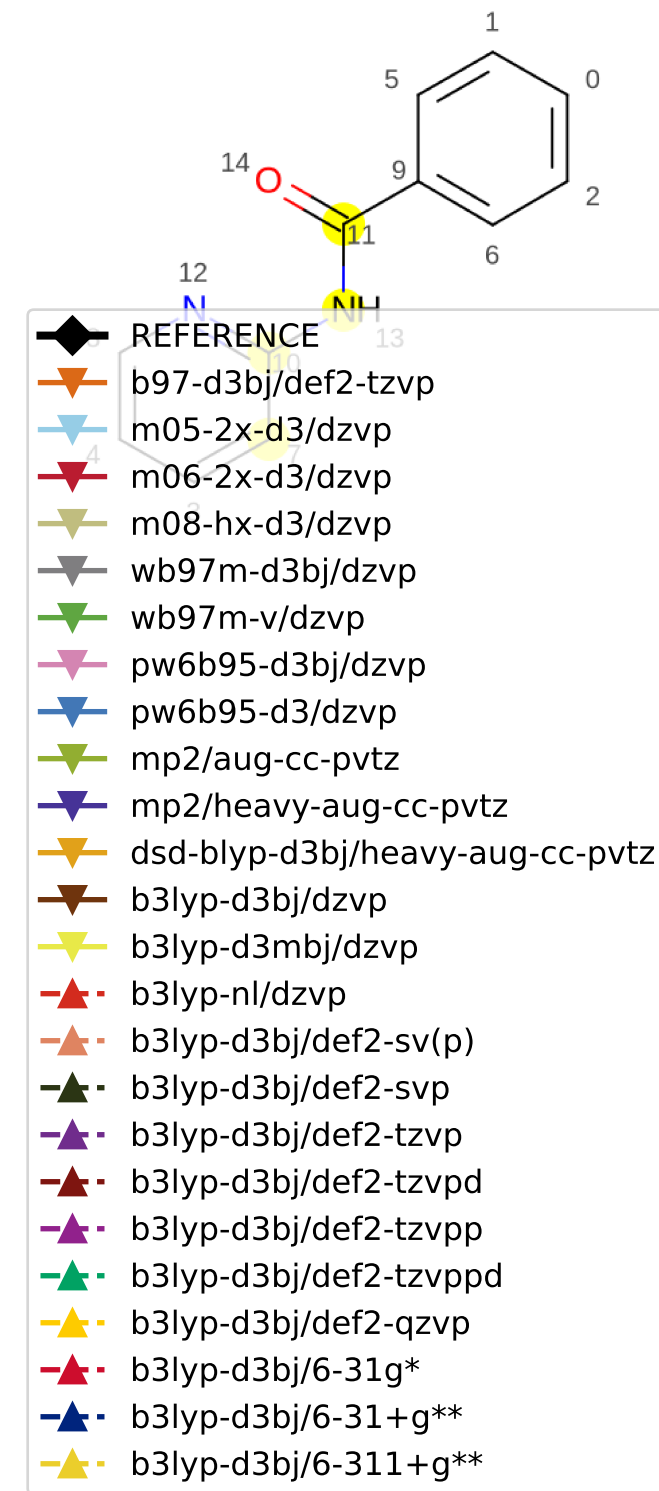 1
5
0
9
14
O
2
11
6
12
N
NH
13
REFERENCE
10
b97-d3bj/def2-tzvp
m05-2x-d3/dzvp
4
7
m06-2x-d3/dzvp
m08-hx-d3/dzvp
wb97m-d3bj/dzvp
wb97m-v/dzvp
pw6b95-d3bj/dzvp
pw6b95-d3/dzvp
mp2/aug-cc-pvtz
mp2/heavy-aug-cc-pvtz
dsd-blyp-d3bj/heavy-aug-cc-pvtz
b3lyp-d3bj/dzvp
b3lyp-d3mbj/dzvp
b3lyp-nl/dzvp
b3lyp-d3bj/def2-sv(p)
b3lyp-d3bj/def2-svp
b3lyp-d3bj/def2-tzvp
b3lyp-d3bj/def2-tzvpd
b3lyp-d3bj/def2-tzvpp
b3lyp-d3bj/def2-tzvppd
b3lyp-d3bj/def2-qzvp
b3lyp-d3bj/6-31g*
b3lyp-d3bj/6-31+g**
b3lyp-d3bj/6-311+g**